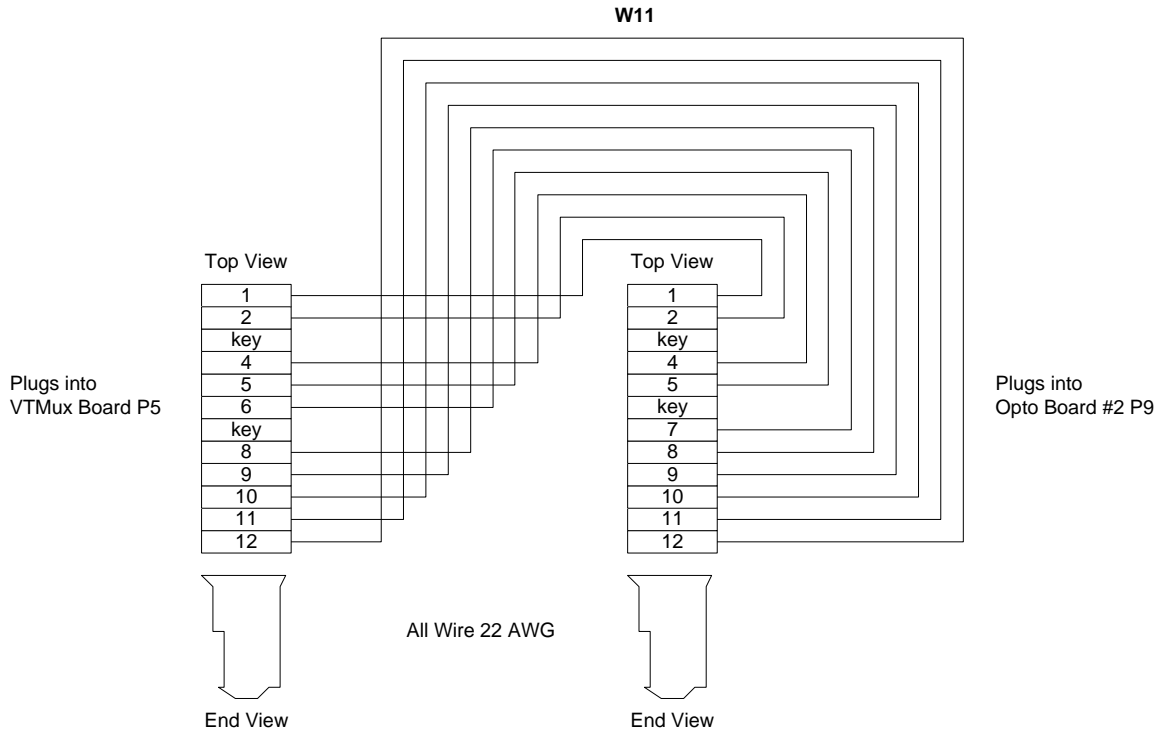 W11
Top View
1
2
key
4
5
6
key
8
9
10
11
12
Top View
1
2
key
4
5
key
7
8
9
10
11
12
Plugs into
VTMux Board P5
Plugs into
Opto Board #2 P9
All Wire 22 AWG
End View
End View